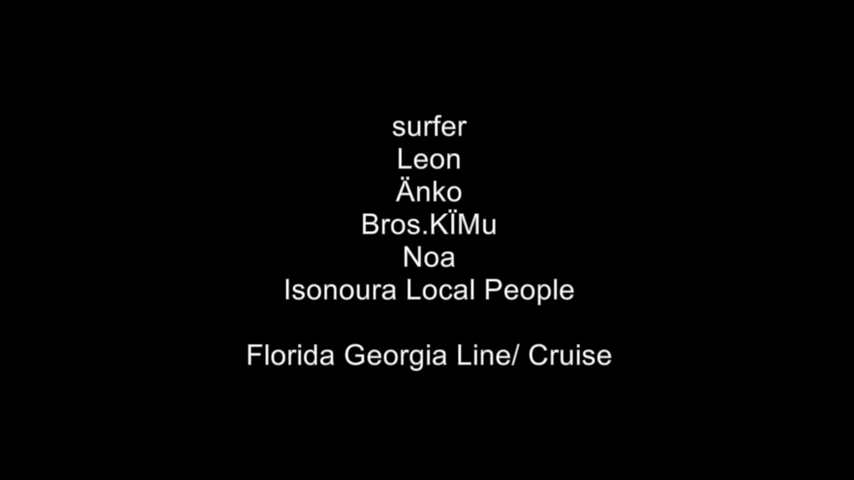 surfer
Leon
Änko
Bros.KÏMu
Noa
Isonoura Local People
Florida Georgia Line/ Cruise